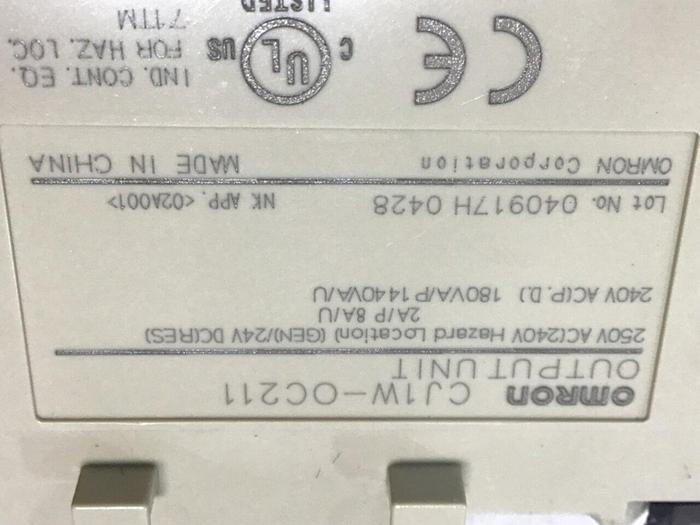 OMRON CJ1W-OC211
OUTPUT UNIT
250V AC(240V Hazard Location) (GEN)/24V DC(RES)
2A/P 8A/U
240V AC(P.D.) 180VA/P 1440VA/U
Lot No. 040917H 0428 NK APP. <02A001>
OMRON Corporation MADE IN CHINA
CE C UL US LISTED
IND. CONT. EQ.
FOR HAZ. LOC.
71TM